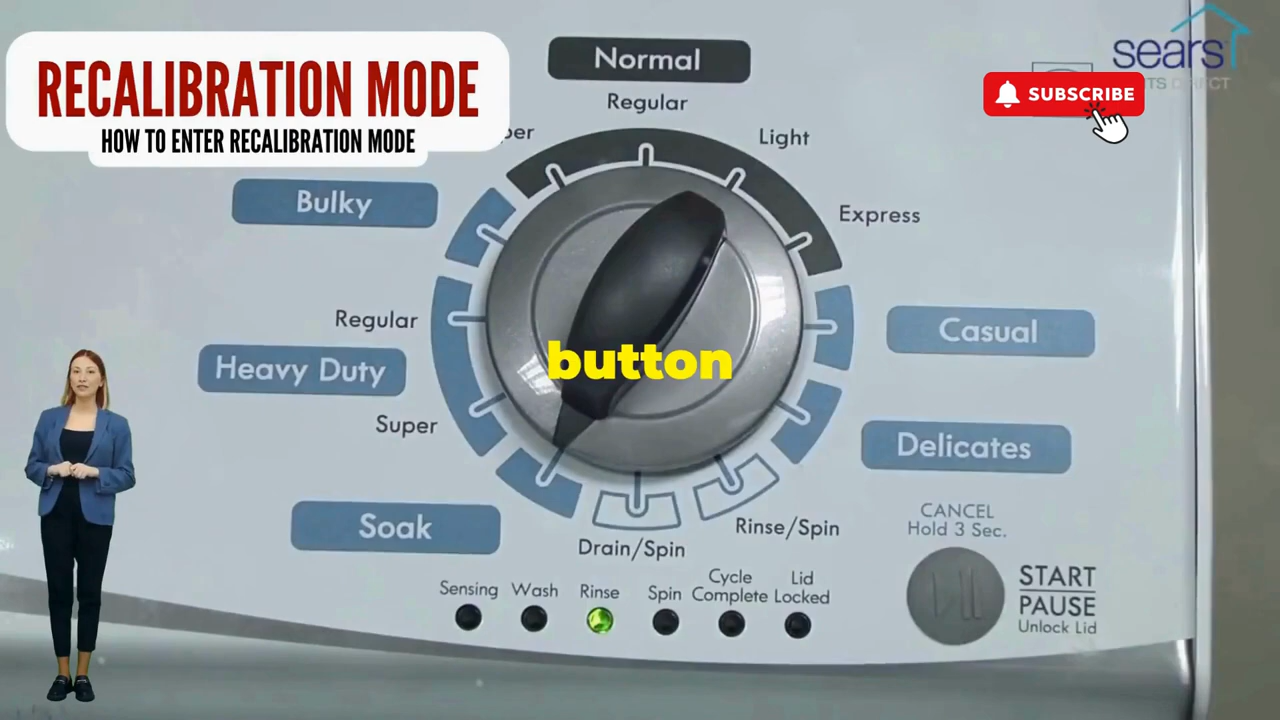 RECALIBRATION MODE
HOW TO ENTER RECALIBRATION MODE
sears
DIRECT
SUBSCRIBE
Normal
Regular
Light
Express
Bulky
Regular
Heavy Duty
Super
button
Casual
Delicates
Soak
Drain/Spin
Rinse/Spin
CANCEL
Hold 3 Sec.
Sensing
Wash
Rinse
Spin
Cycle
Complete
Lid
Locked
START
PAUSE
Unlock Lid